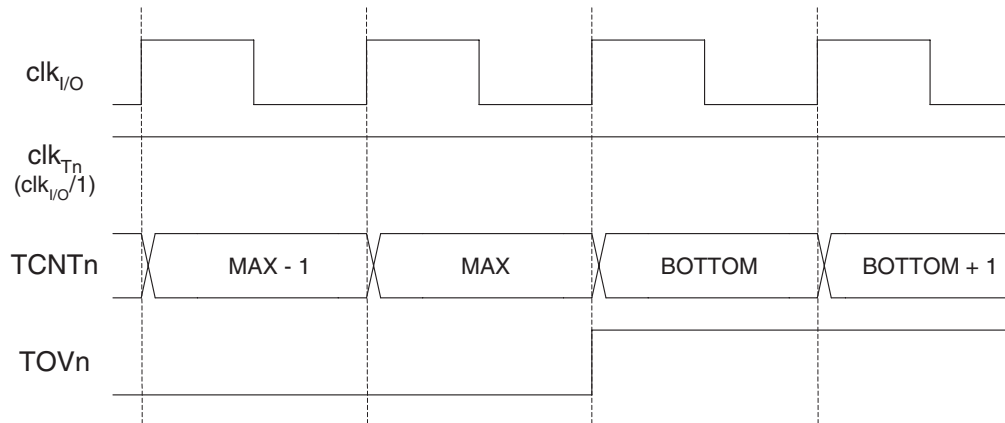 clkI/O
clkTn
(clkI/O/1)
TCNTn MAX - 1 MAX BOTTOM BOTTOM + 1
TOVn